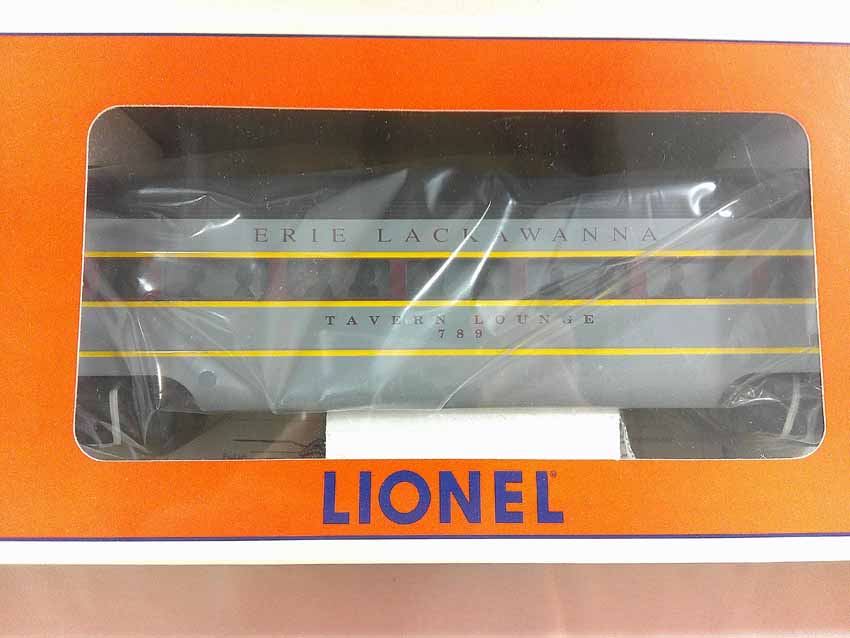 ERIE LACKAWANNA
TAVERN LOUNGE
789
LIONEL®